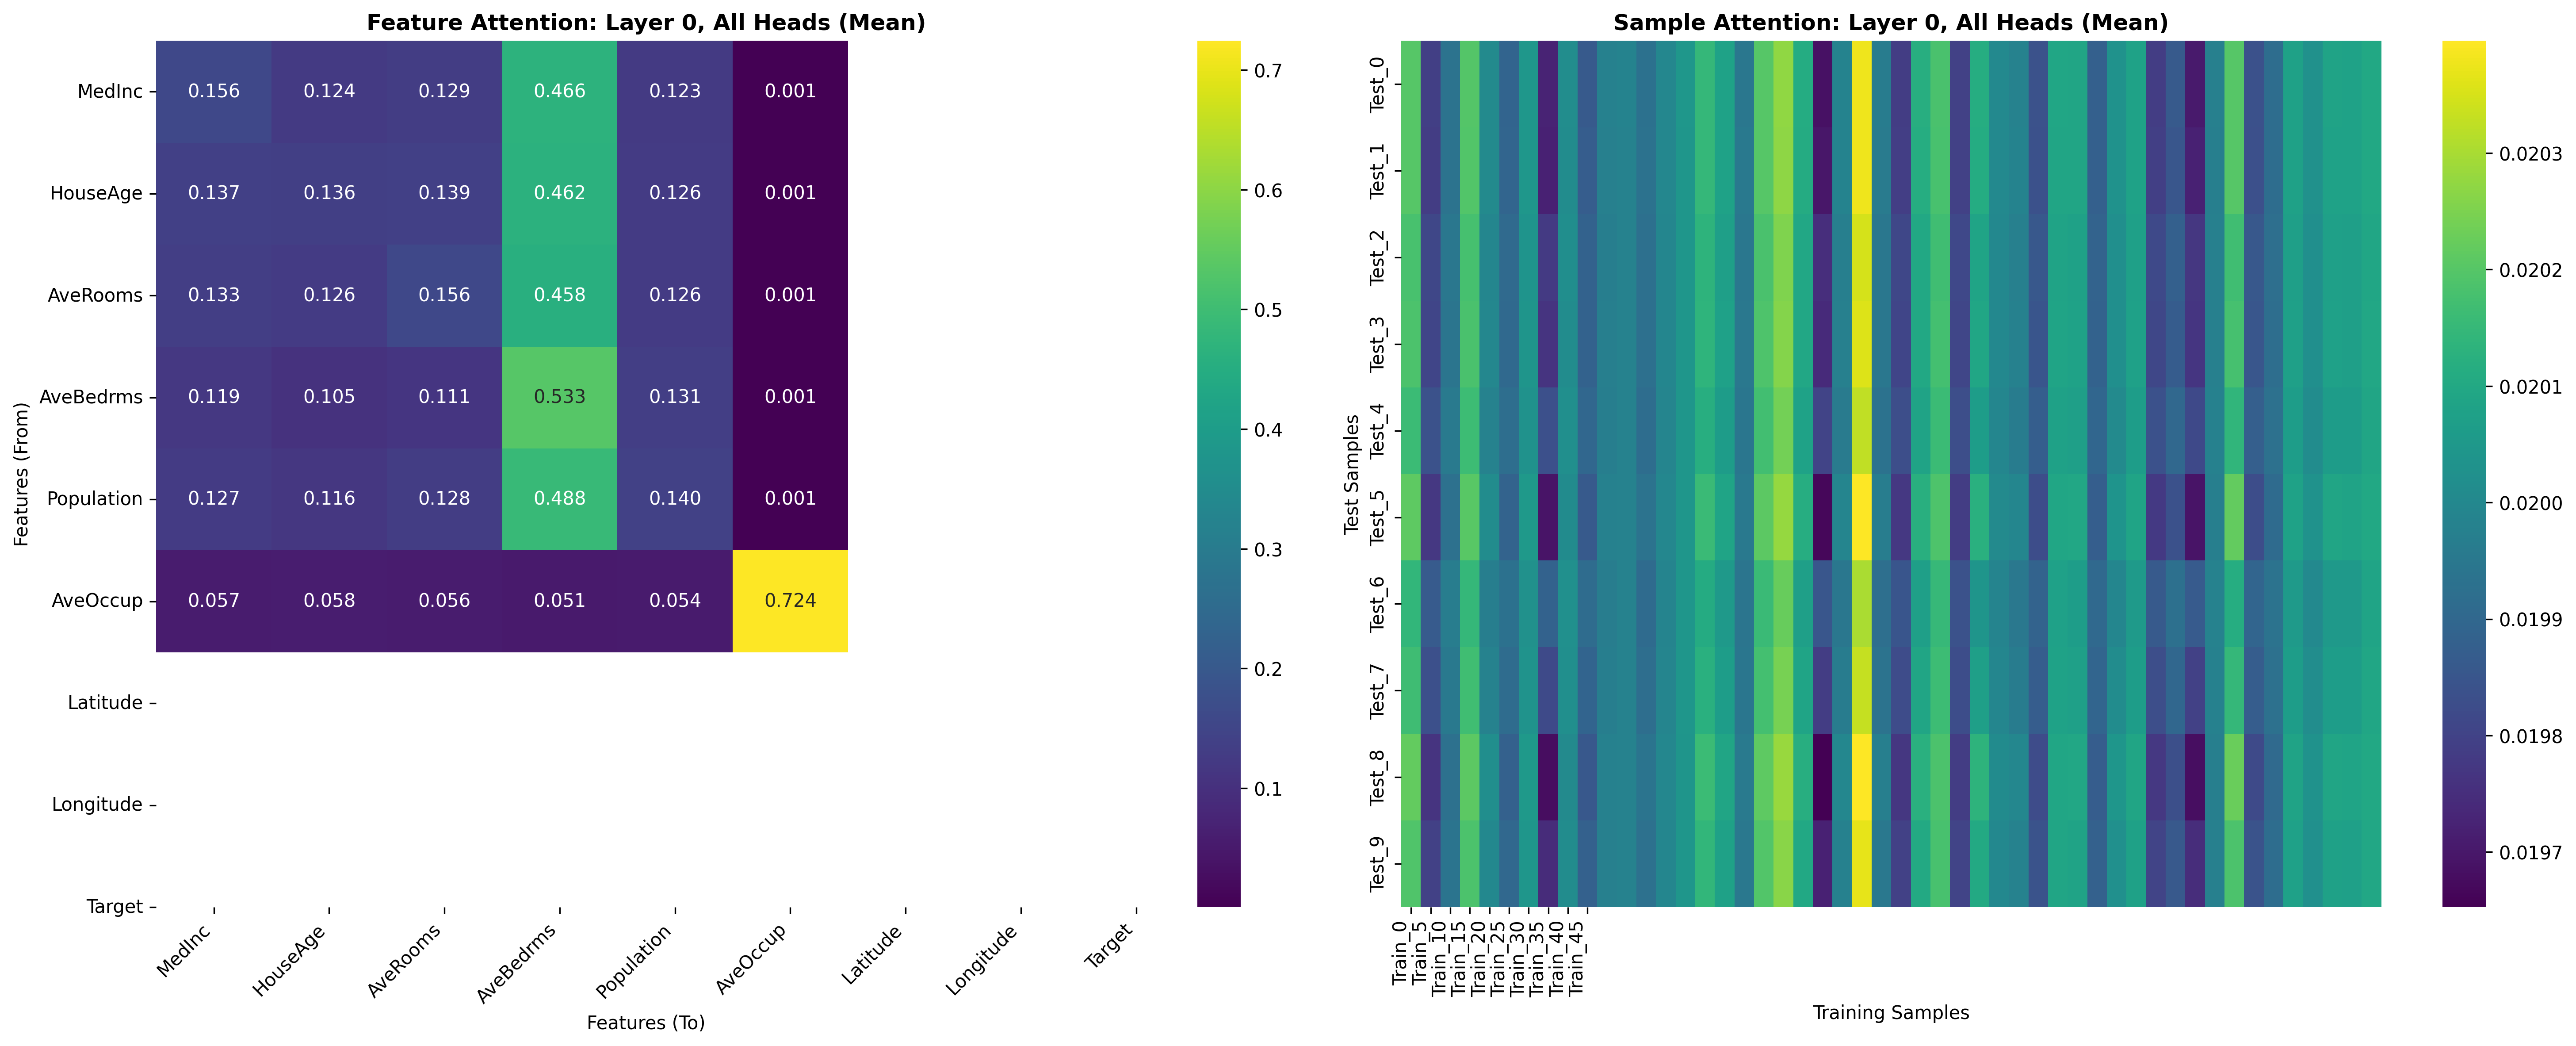 Feature Attention: Layer 0, All Heads (Mean)
Features (From)
MedInc 0.156 0.124 0.129 0.466 0.123 0.001
HouseAge 0.137 0.136 0.139 0.462 0.126 0.001
AveRooms 0.133 0.126 0.156 0.458 0.126 0.001
AveBedrms 0.119 0.105 0.111 0.533 0.131 0.001
Population 0.127 0.116 0.128 0.488 0.140 0.001
AveOccup 0.057 0.058 0.056 0.051 0.054 0.724
Latitude
Longitude
Target
MedInc HouseAge AveRooms AveBedrms Population AveOccup Latitude Longitude Target
Features (To)
0.7
0.6
0.5
0.4
0.3
0.2
0.1
Sample Attention: Layer 0, All Heads (Mean)
Test Samples
Test_0
Test_1
Test_2
Test_3
Test_4
Test_5
Test_6
Test_7
Test_8
Test_9
Train_0 Train_5 Train_10 Train_15 Train_20 Train_25 Train_30 Train_35 Train_40 Train_45
Training Samples
0.0203
0.0202
0.0201
0.0200
0.0199
0.0198
0.0197